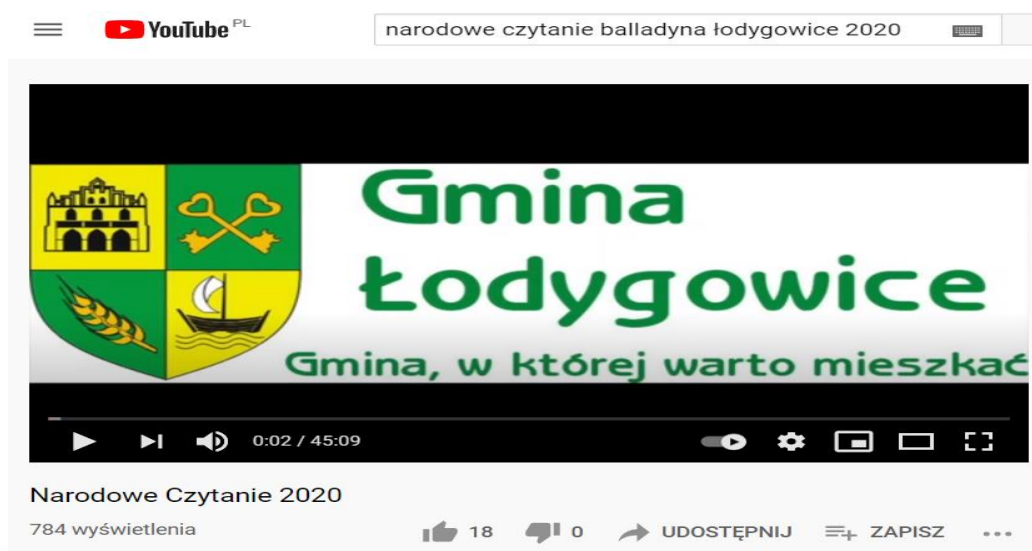 YouTube PL
narodowe czytanie balladyna łodygowice 2020
Gmina
Łodygowice
Gmina, w której warto mieszkać
0:02 / 45:09
Narodowe Czytanie 2020
784 wyświetlenia
18
0
UDOSTĘPNIJ
ZAPISZ